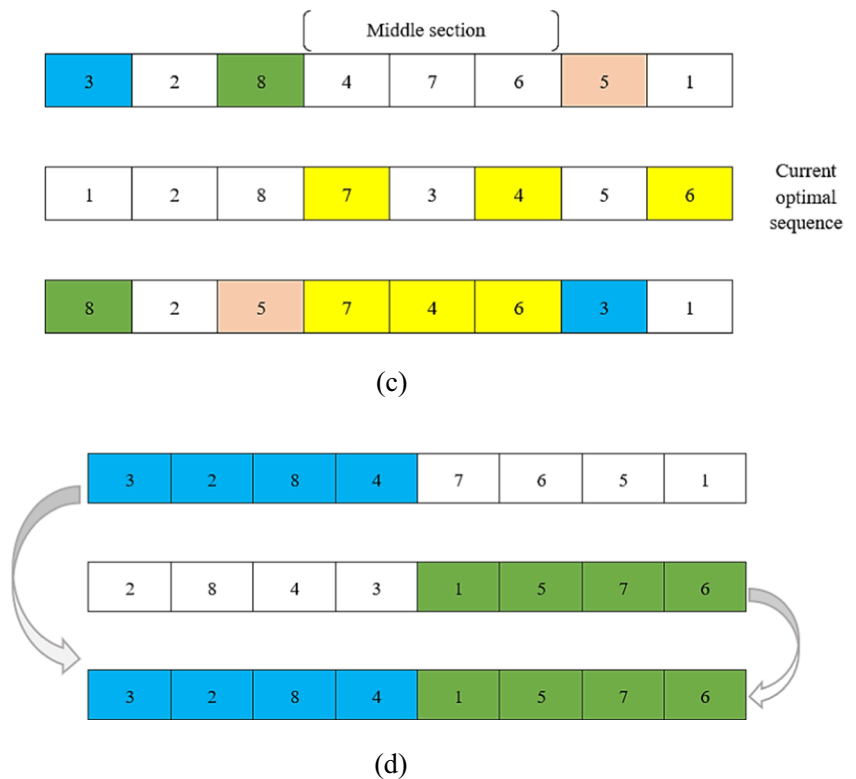 Middle section
3 2 8 4 7 6 5 1
1 2 8 7 3 4 5 6
Current
optimal
sequence
8 2 5 7 4 6 3 1
(c)
3 2 8 4 7 6 5 1
2 8 4 3 1 5 7 6
3 2 8 4 1 5 7 6
(d)